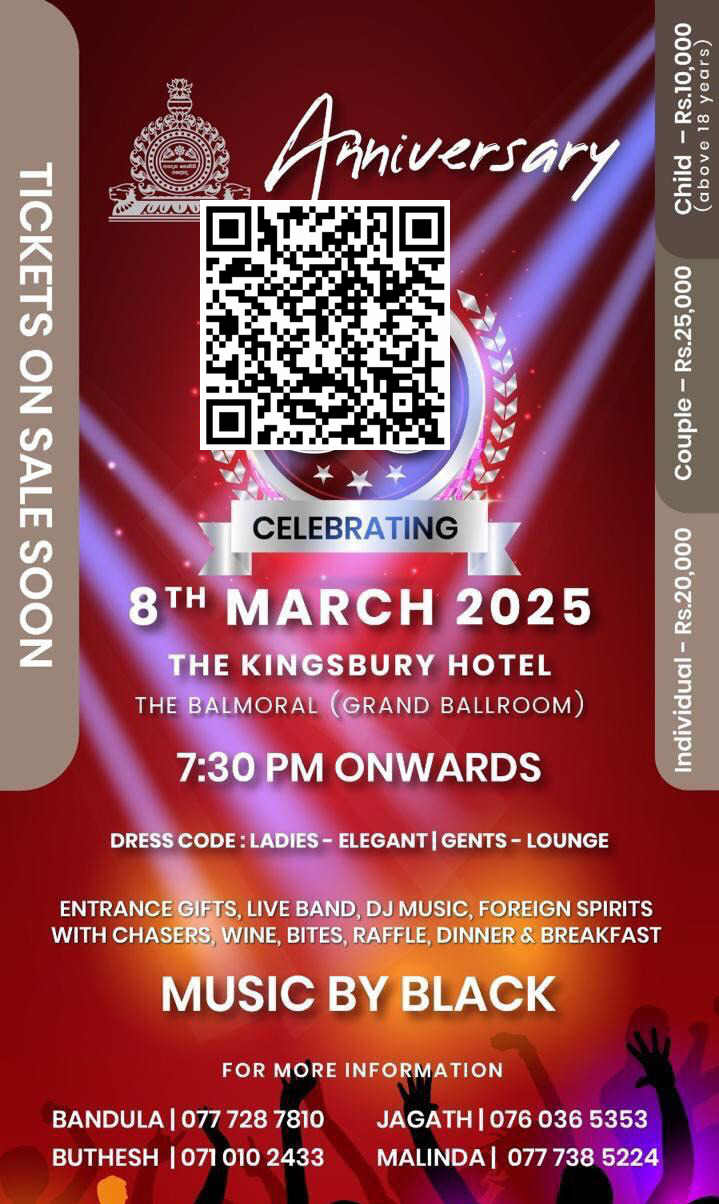 Anniversary
TICKETS ON SALE SOON
Child – Rs.10,000
(above 18 years)
Couple – Rs.25,000
Individual – Rs.20,000
CELEBRATING
8TH MARCH 2025
THE KINGSBURY HOTEL
THE BALMORAL (GRAND BALLROOM)
7:30 PM ONWARDS
DRESS CODE : LADIES – ELEGANT | GENTS – LOUNGE
ENTRANCE GIFTS, LIVE BAND, DJ MUSIC, FOREIGN SPIRITS
WITH CHASERS, WINE, BITES, RAFFLE, DINNER & BREAKFAST
MUSIC BY BLACK
FOR MORE INFORMATION
BANDULA | 077 728 7810 JAGATH | 076 036 5353
BUTHESH | 071 010 2433 MALINDA | 077 738 5224